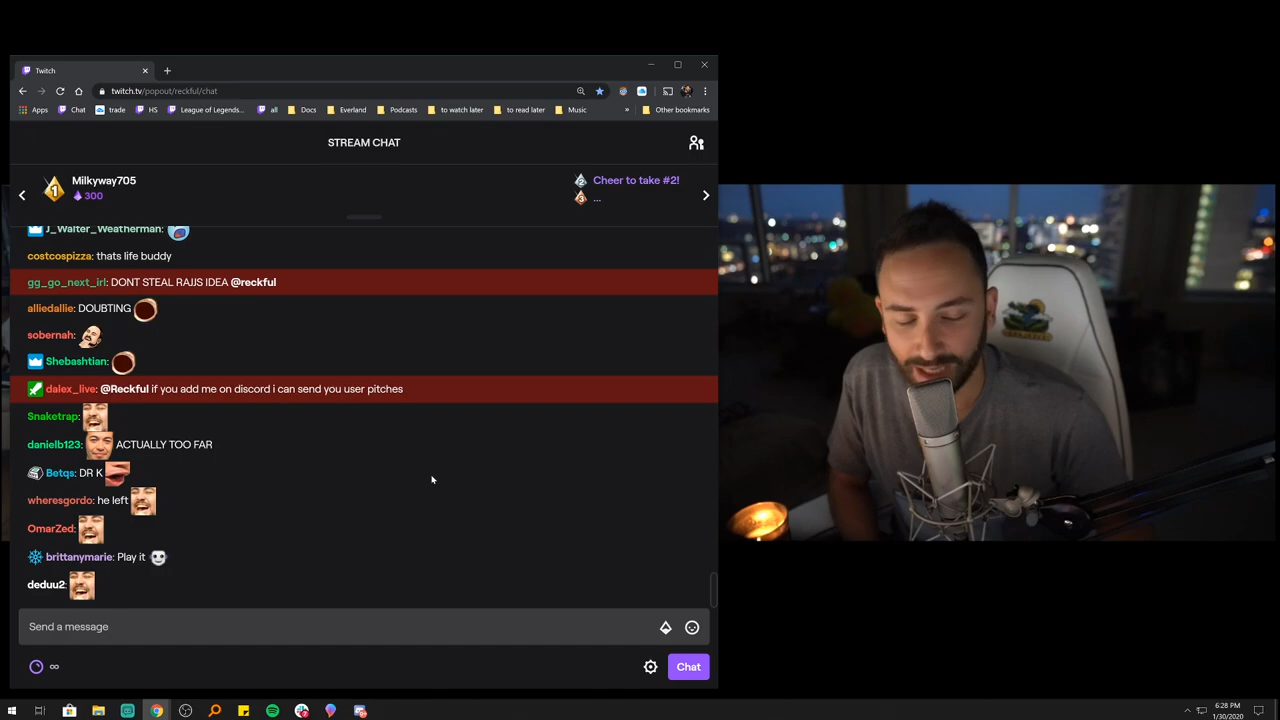 Twitch
twitch.tv/popout/reckful/chat
Apps Chat trade HS League of Legends... all Docs Everland Podcasts to watch later to read later Music » Other bookmarks
STREAM CHAT
1 Milkyway705
300
2 Cheer to take #2!
3 ...
J_Walter_Weatherman:
costcospizza: thats life buddy
gg_go_next_irl: DONT STEAL RAJJS IDEA @reckful
alliedallie: DOUBTING
sobernah:
Shebashtian:
dalex_live: @Reckful if you add me on discord i can send you user pitches
Snaketrap:
danielb123: ACTUALLY TOO FAR
Betqs: DR K
wheresgordo: he left
OmarZed:
brittanymarie: Play it
deduu2:
Send a message
∞ Chat
6:28 PM
1/30/2020